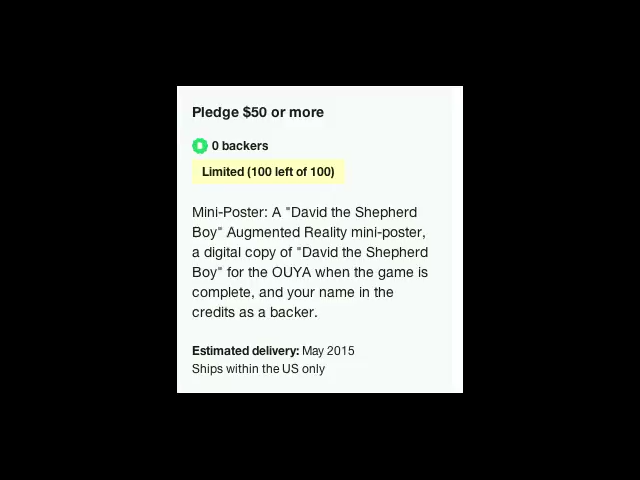 Pledge $50 or more
0 backers
Limited (100 left of 100)
Mini-Poster: A "David the Shepherd
Boy" Augmented Reality mini-poster,
a digital copy of "David the Shepherd
Boy" for the OUYA when the game is
complete, and your name in the
credits as a backer.
Estimated delivery: May 2015
Ships within the US only